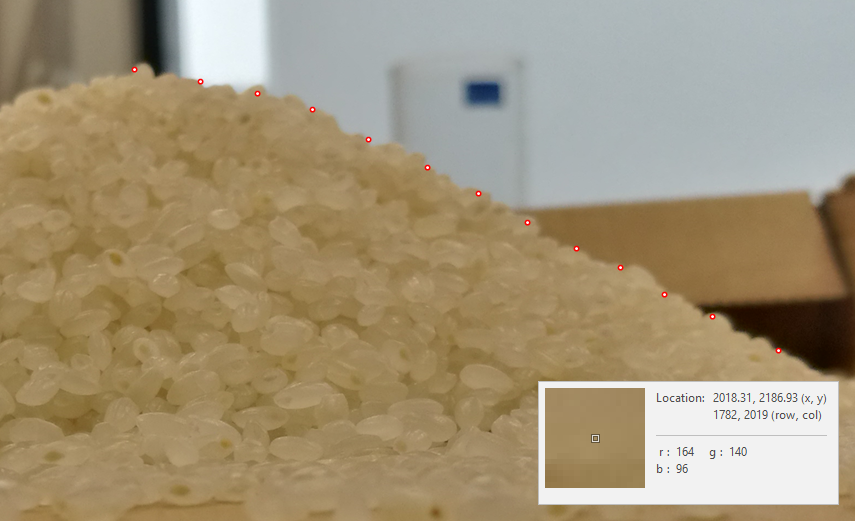 Location: 2018.31, 2186.93 (x, y)
1782, 2019 (row, col)
r : 164 g : 140
b : 96